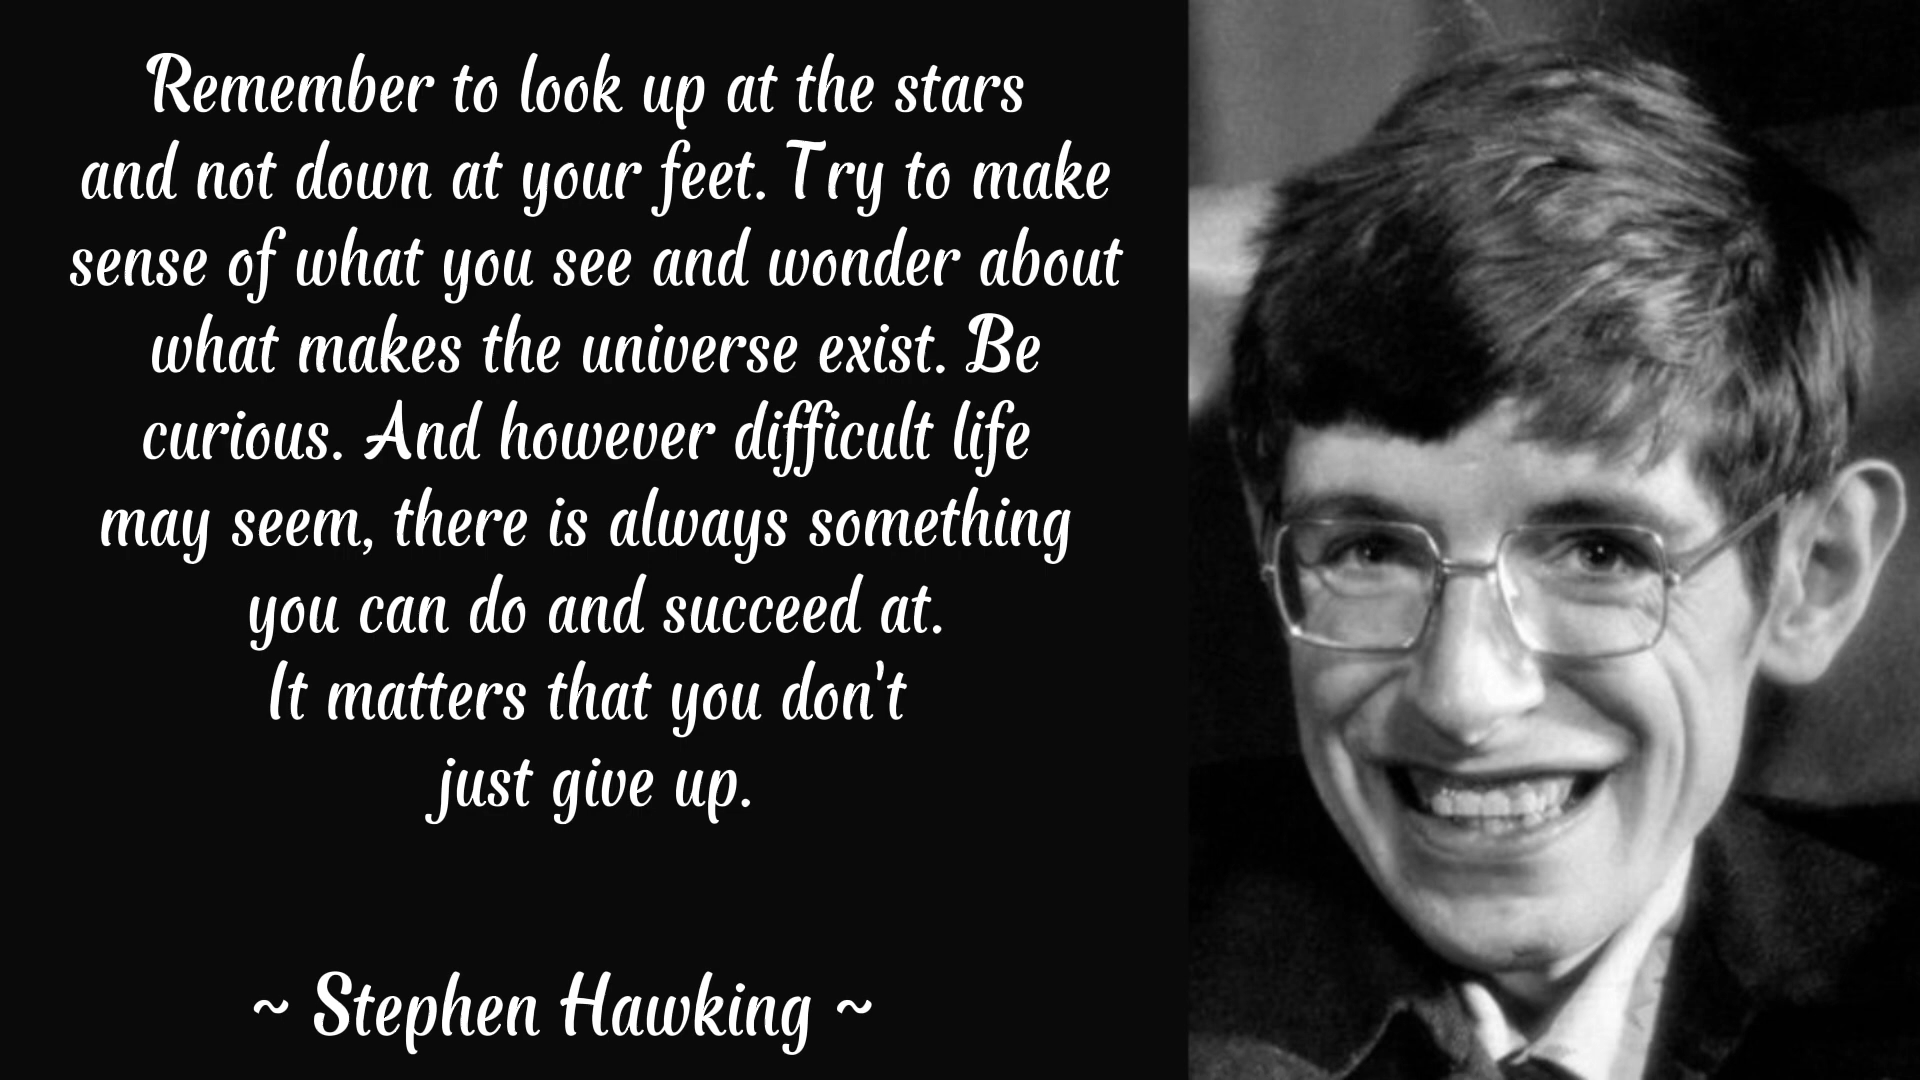 Remember to look up at the stars
and not down at your feet. Try to make
sense of what you see and wonder about
what makes the universe exist. Be
curious. And however difficult life
may seem, there is always something
you can do and succeed at.
It matters that you don't
just give up.
~ Stephen Hawking ~